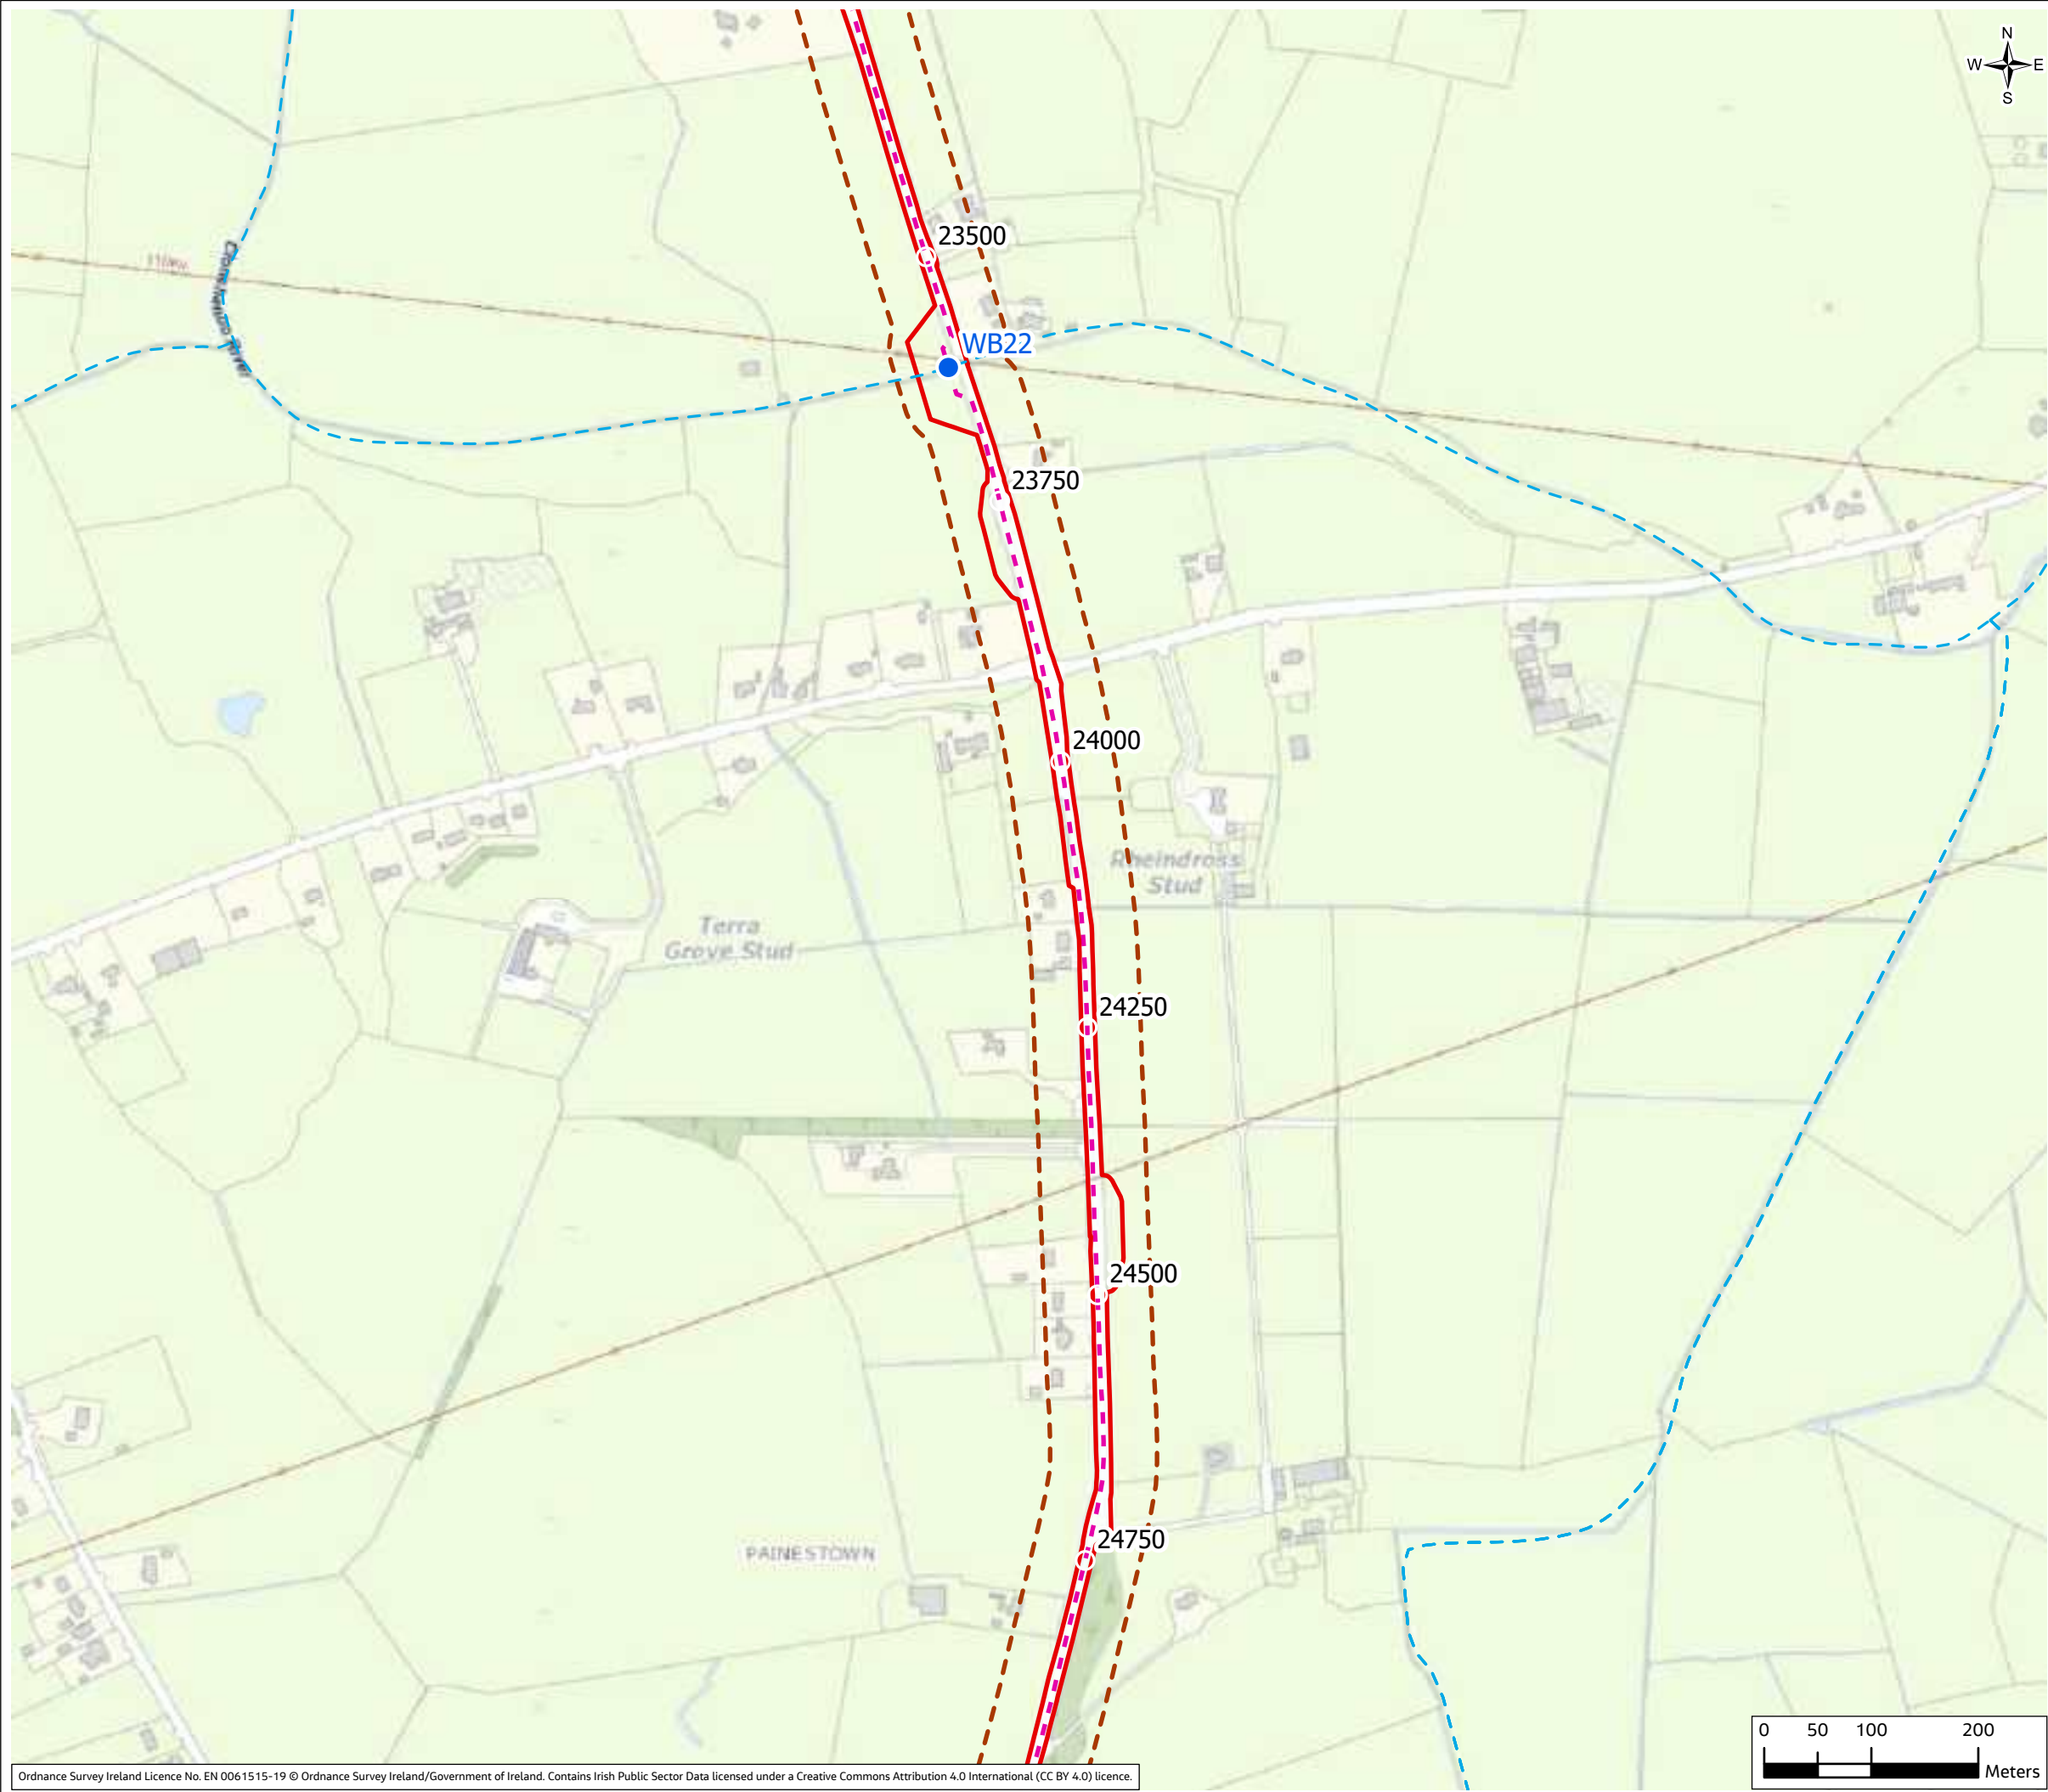 N
W E
S
23500
110KV
WB22
23750
24000
Rheindross
Stud
Terra
Grove Stud
24250
24500
24750
PAINESTOWN
0 50 100 200
Meters
Ordnance Survey Ireland Licence No. EN 0061515-19 © Ordnance Survey Ireland/Government of Ireland. Contains Irish Public Sector Data licensed under a Creative Commons Attribution 4.0 International (CC BY 4.0) licence.